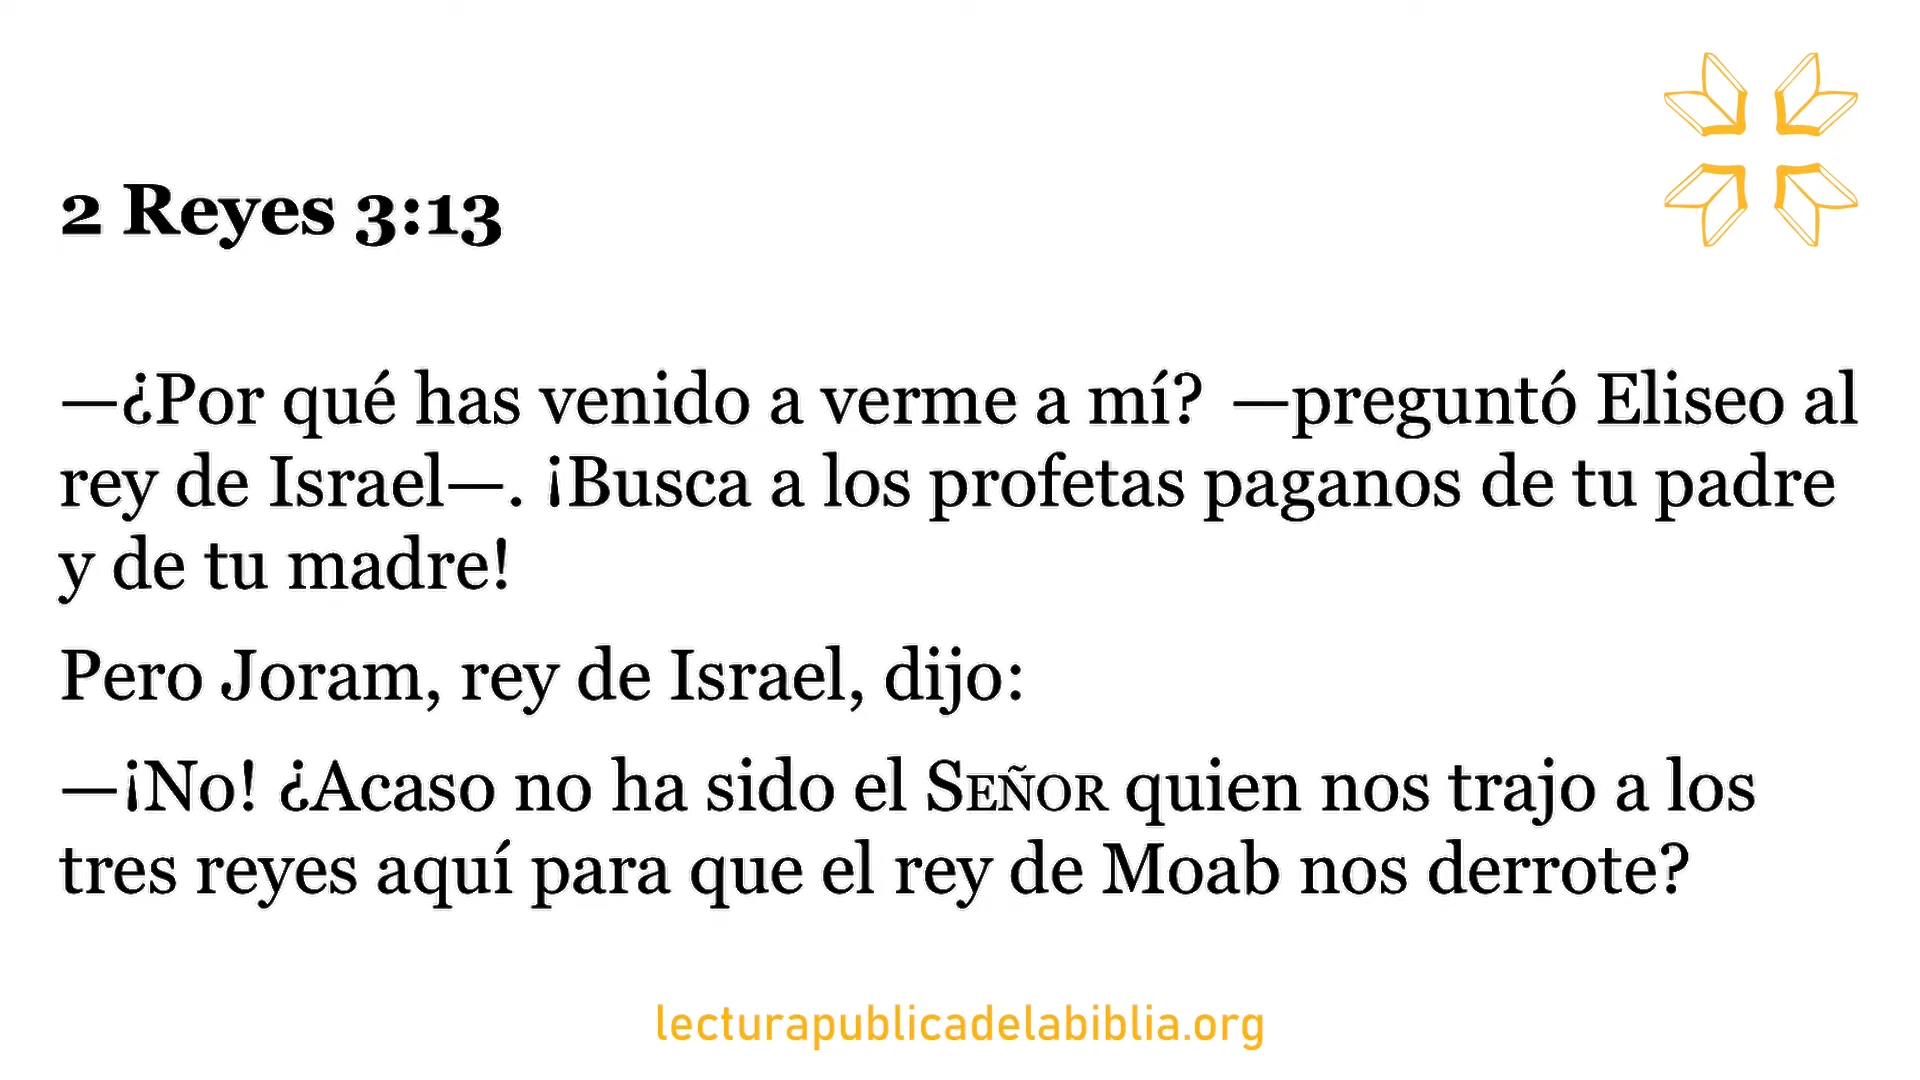 2 Reyes 3:13
—¿Por qué has venido a verme a mí? —preguntó Eliseo al
rey de Israel—. ¡Busca a los profetas paganos de tu padre
y de tu madre!
Pero Joram, rey de Israel, dijo:
—¡No! ¿Acaso no ha sido el SEÑOR quien nos trajo a los
tres reyes aquí para que el rey de Moab nos derrote?
lecturapublicadelabiblia.org